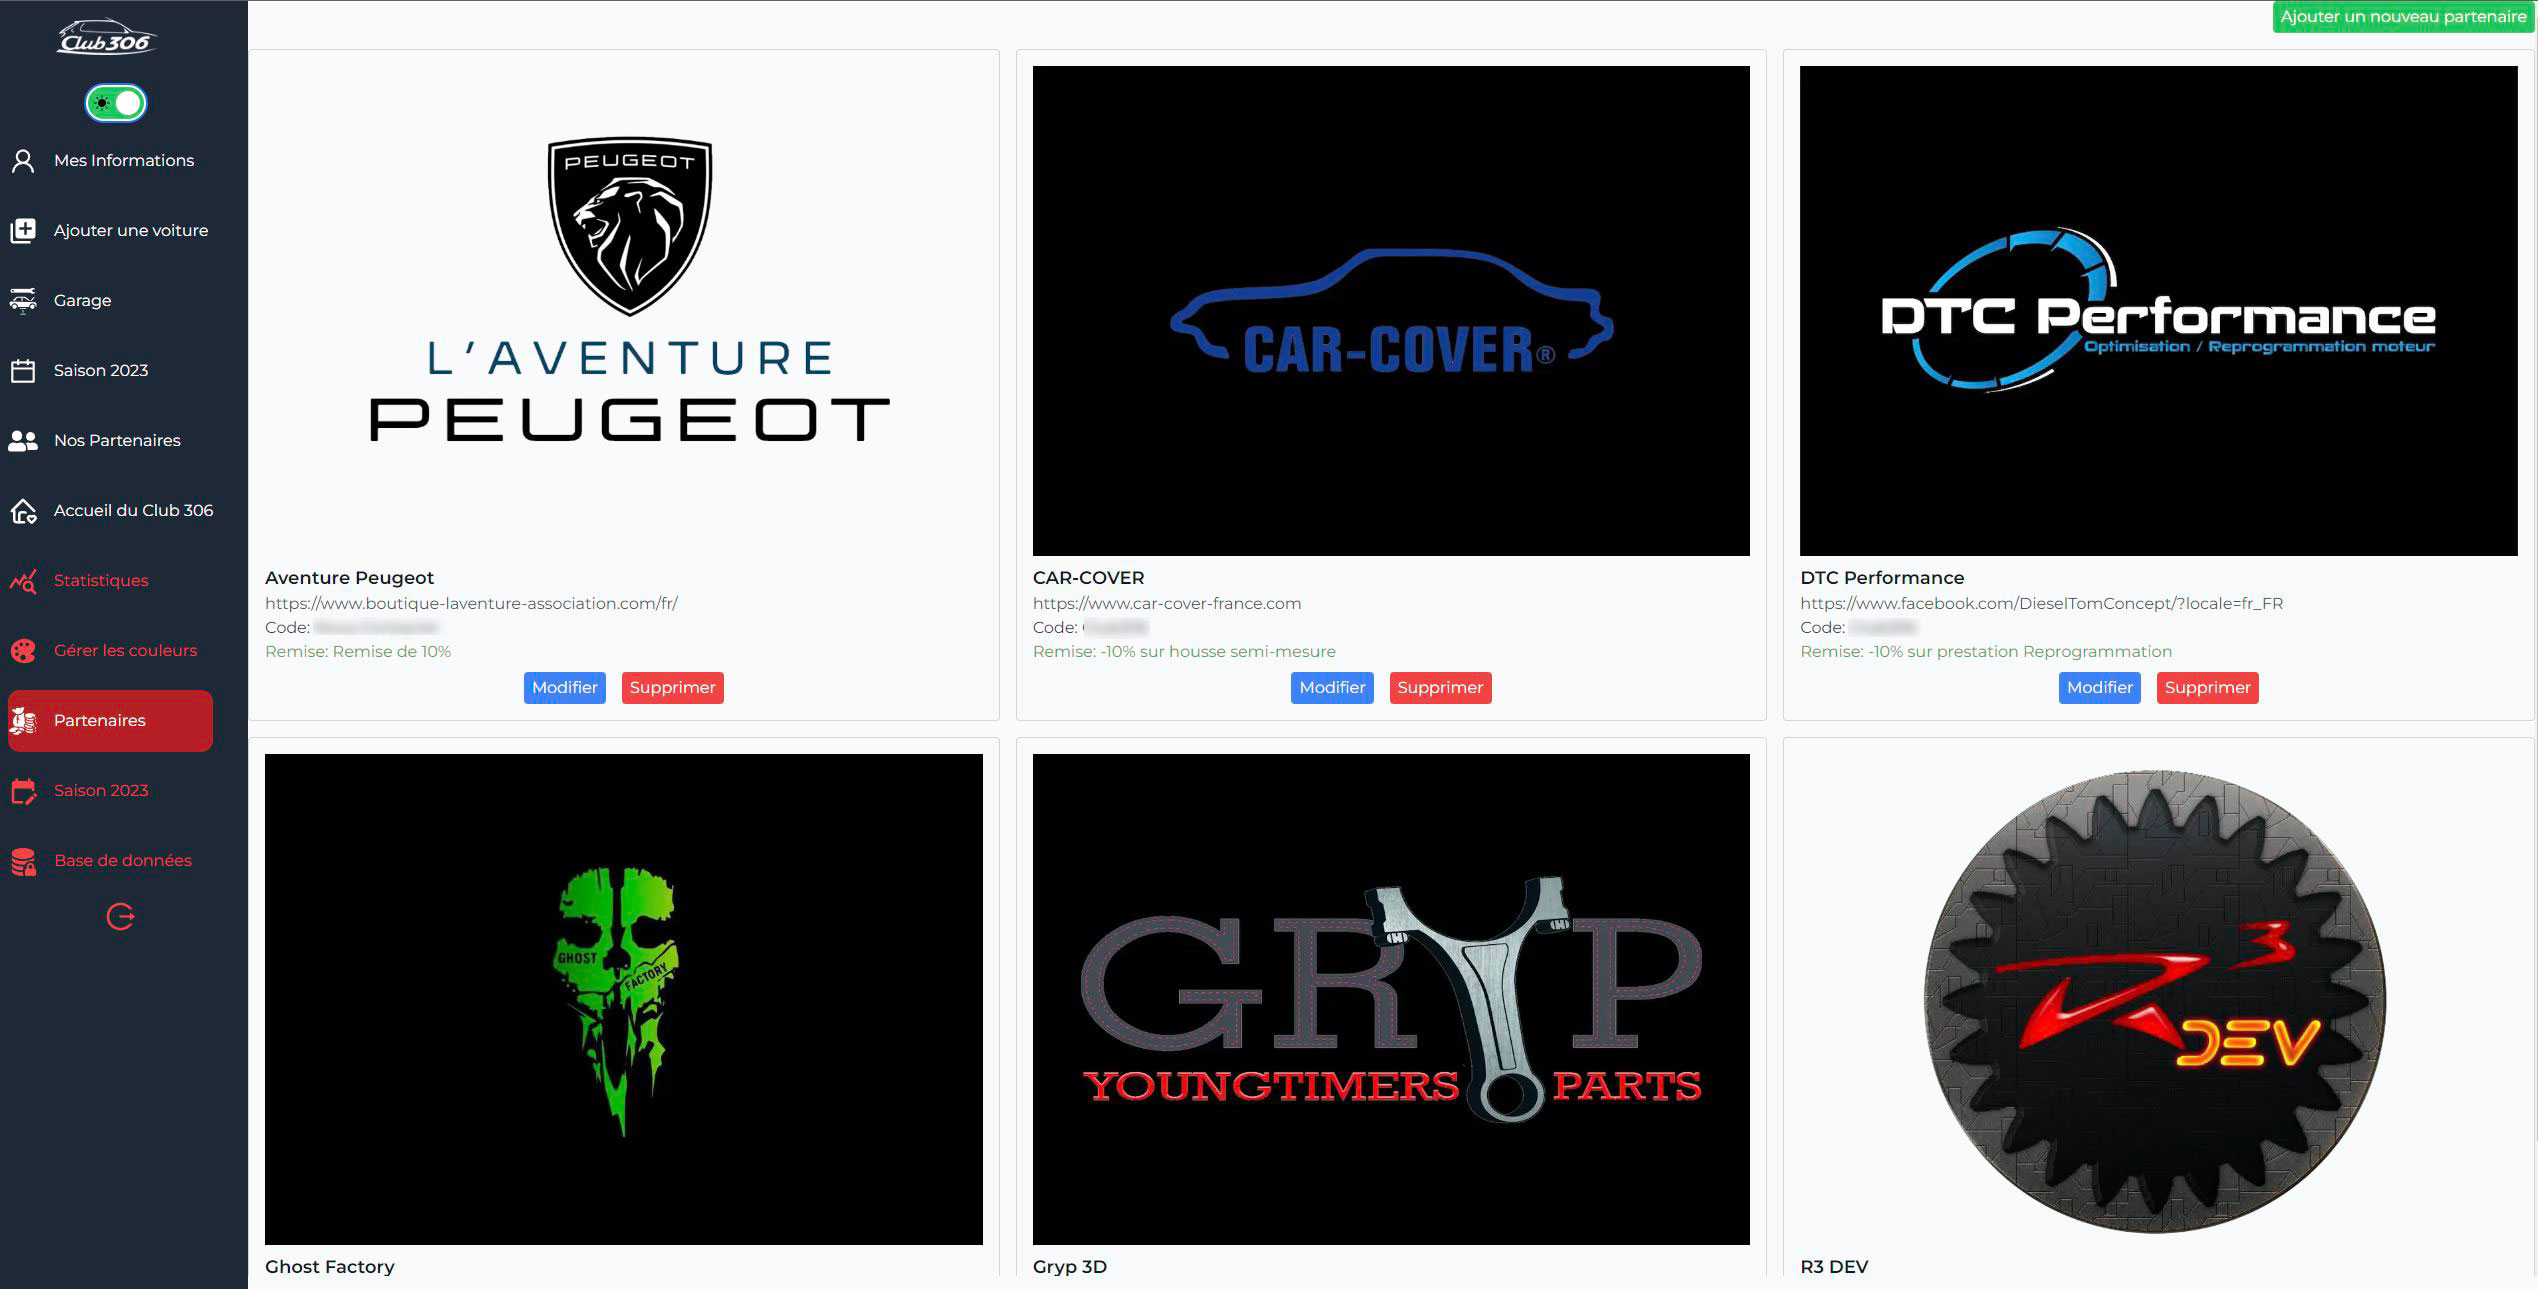 Club 306
Mes Informations
Ajouter une voiture
Garage
Saison 2023
Nos Partenaires
Accueil du Club 306
Statistiques
Gérer les couleurs
Partenaires
Saison 2023
Base de données
Ajouter un nouveau partenaire
PEUGEOT
L'AVENTURE
PEUGEOT
Aventure Peugeot
https://www.boutique-laventure-association.com/fr/
Code:
Remise: Remise de 10%
Modifier Supprimer
CAR-COVER®
CAR-COVER
https://www.car-cover-france.com
Code:
Remise: -10% sur housse semi-mesure
Modifier Supprimer
DTC Performance
Optimisation / Reprogrammation moteur
DTC Performance
https://www.facebook.com/DieselTomConcept/?locale=fr_FR
Code:
Remise: -10% sur prestation Reprogrammation
Modifier Supprimer
GHOST
FACTORY
Ghost Factory
GRYP
YOUNGTIMERS PARTS
Gryp 3D
R3
DEV
R3 DEV